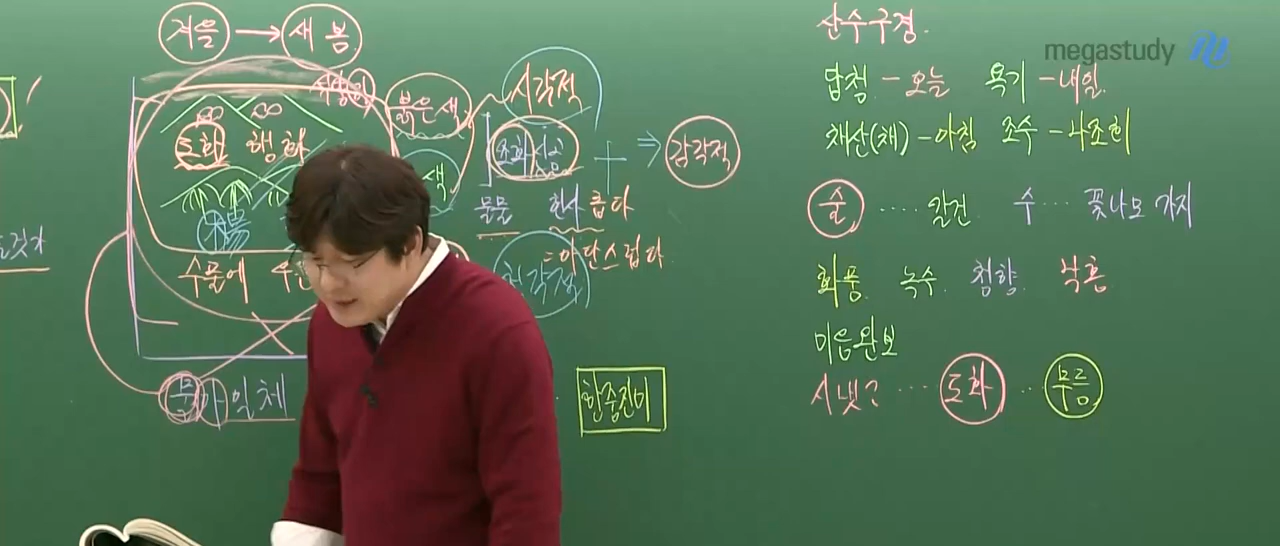 겨울 → 새 봄
산수구경
megastudy
답청 - 오늘 욕기 - 내일
붉은 색
시각적
도화 행화
채산(채) - 아침 조수 - 나조희
감각적
색
술 ···· 갈건 수 ··· 꽃나모 가지
물물 헌사 룹다
= 야단스럽다
수풀에
청각적
화풍 녹수 청향 낙홍
미음완보
물아일체
한중진미
시냇? ···· 도화 ·· 무릉